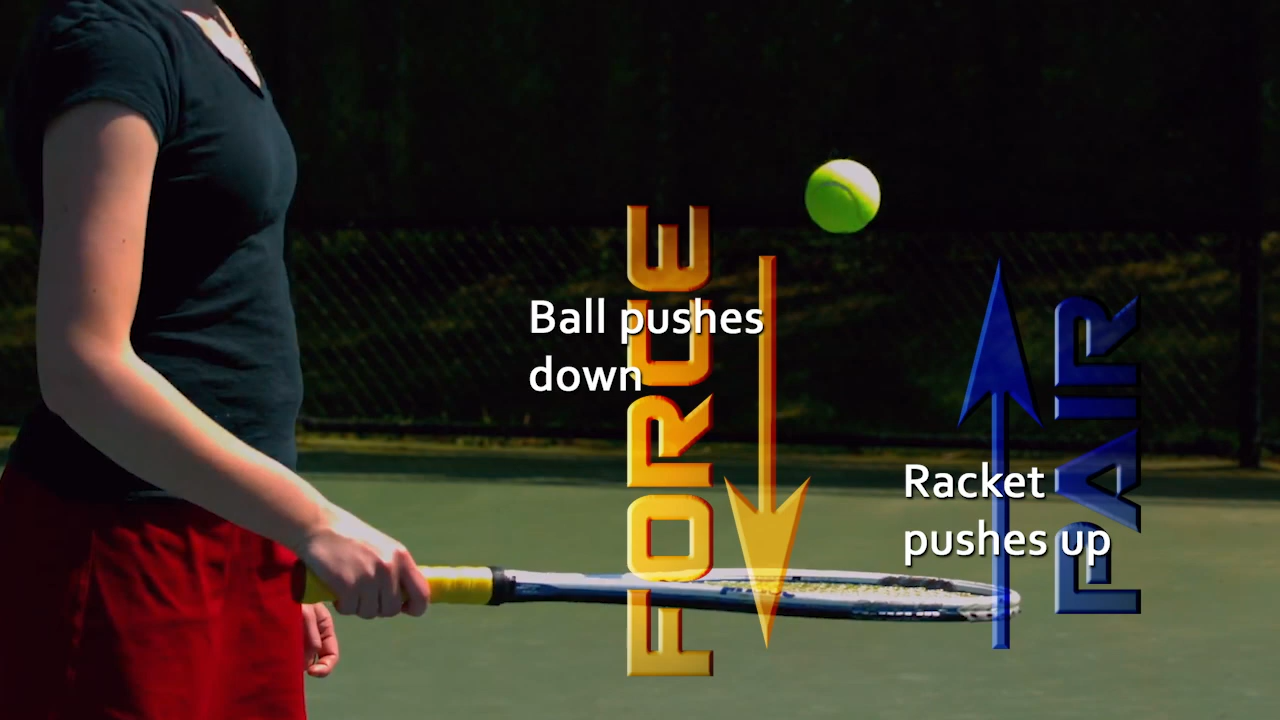 FORCE
Ball pushes
down
PAIR
Racket
pushes up